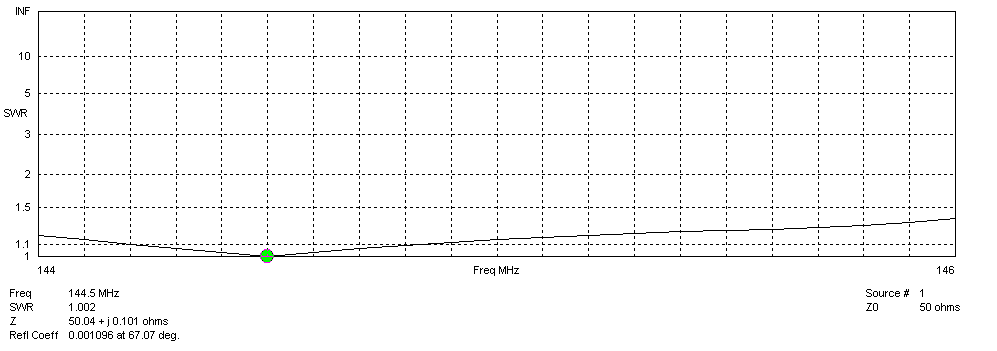 INF
10
5
SWR
3
2
1.5
1.1
1
144 Freq MHz 146
Freq 144.5 MHz Source # 1
SWR 1.002 Z0 50 ohms
Z 50.04 + j 0.101 ohms
Refl Coeff 0.001096 at 67.07 deg.